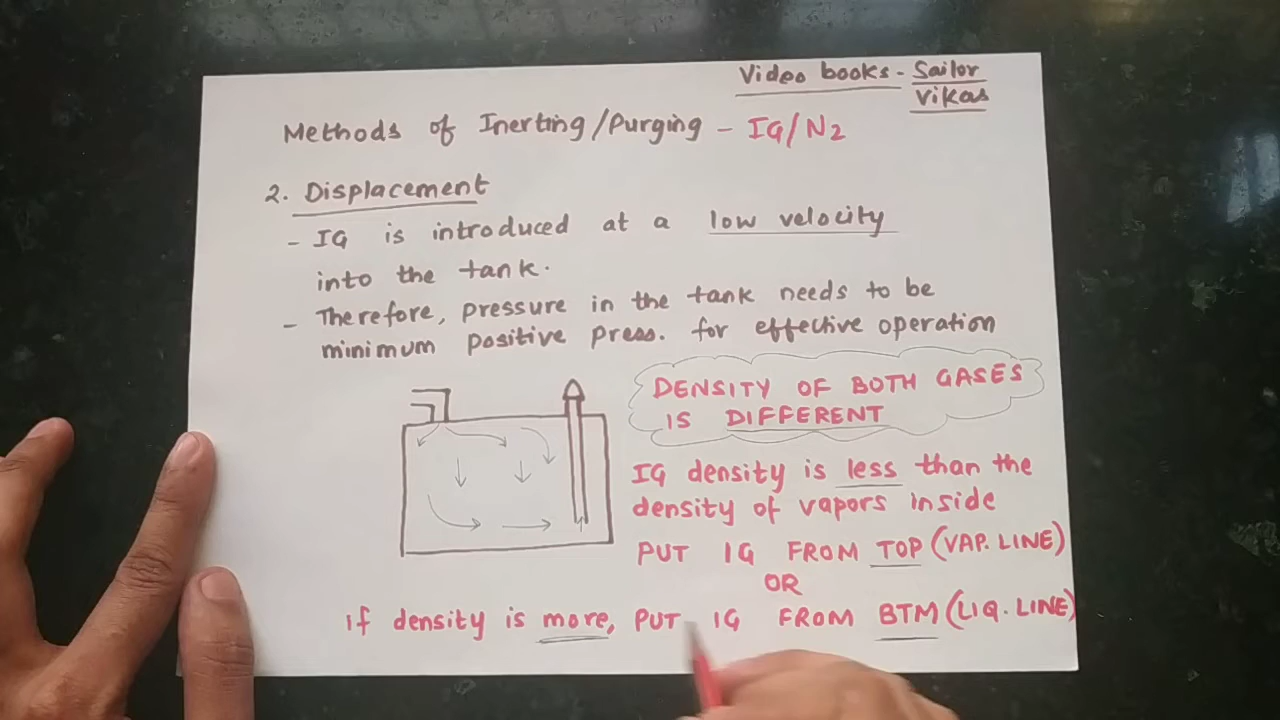 Video books - Sailor
Vikas
Methods of Inerting/Purging - IG/N2
2. Displacement
- IG is introduced at a low velocity
into the tank.
- Therefore, pressure in the tank needs to be
minimum positive press. for effective operation
DENSITY OF BOTH GASES
IS DIFFERENT
IG density is less than the
density of vapors inside
PUT IG FROM TOP (VAP. LINE)
OR
if density is more, PUT IG FROM BTM (LIQ. LINE)